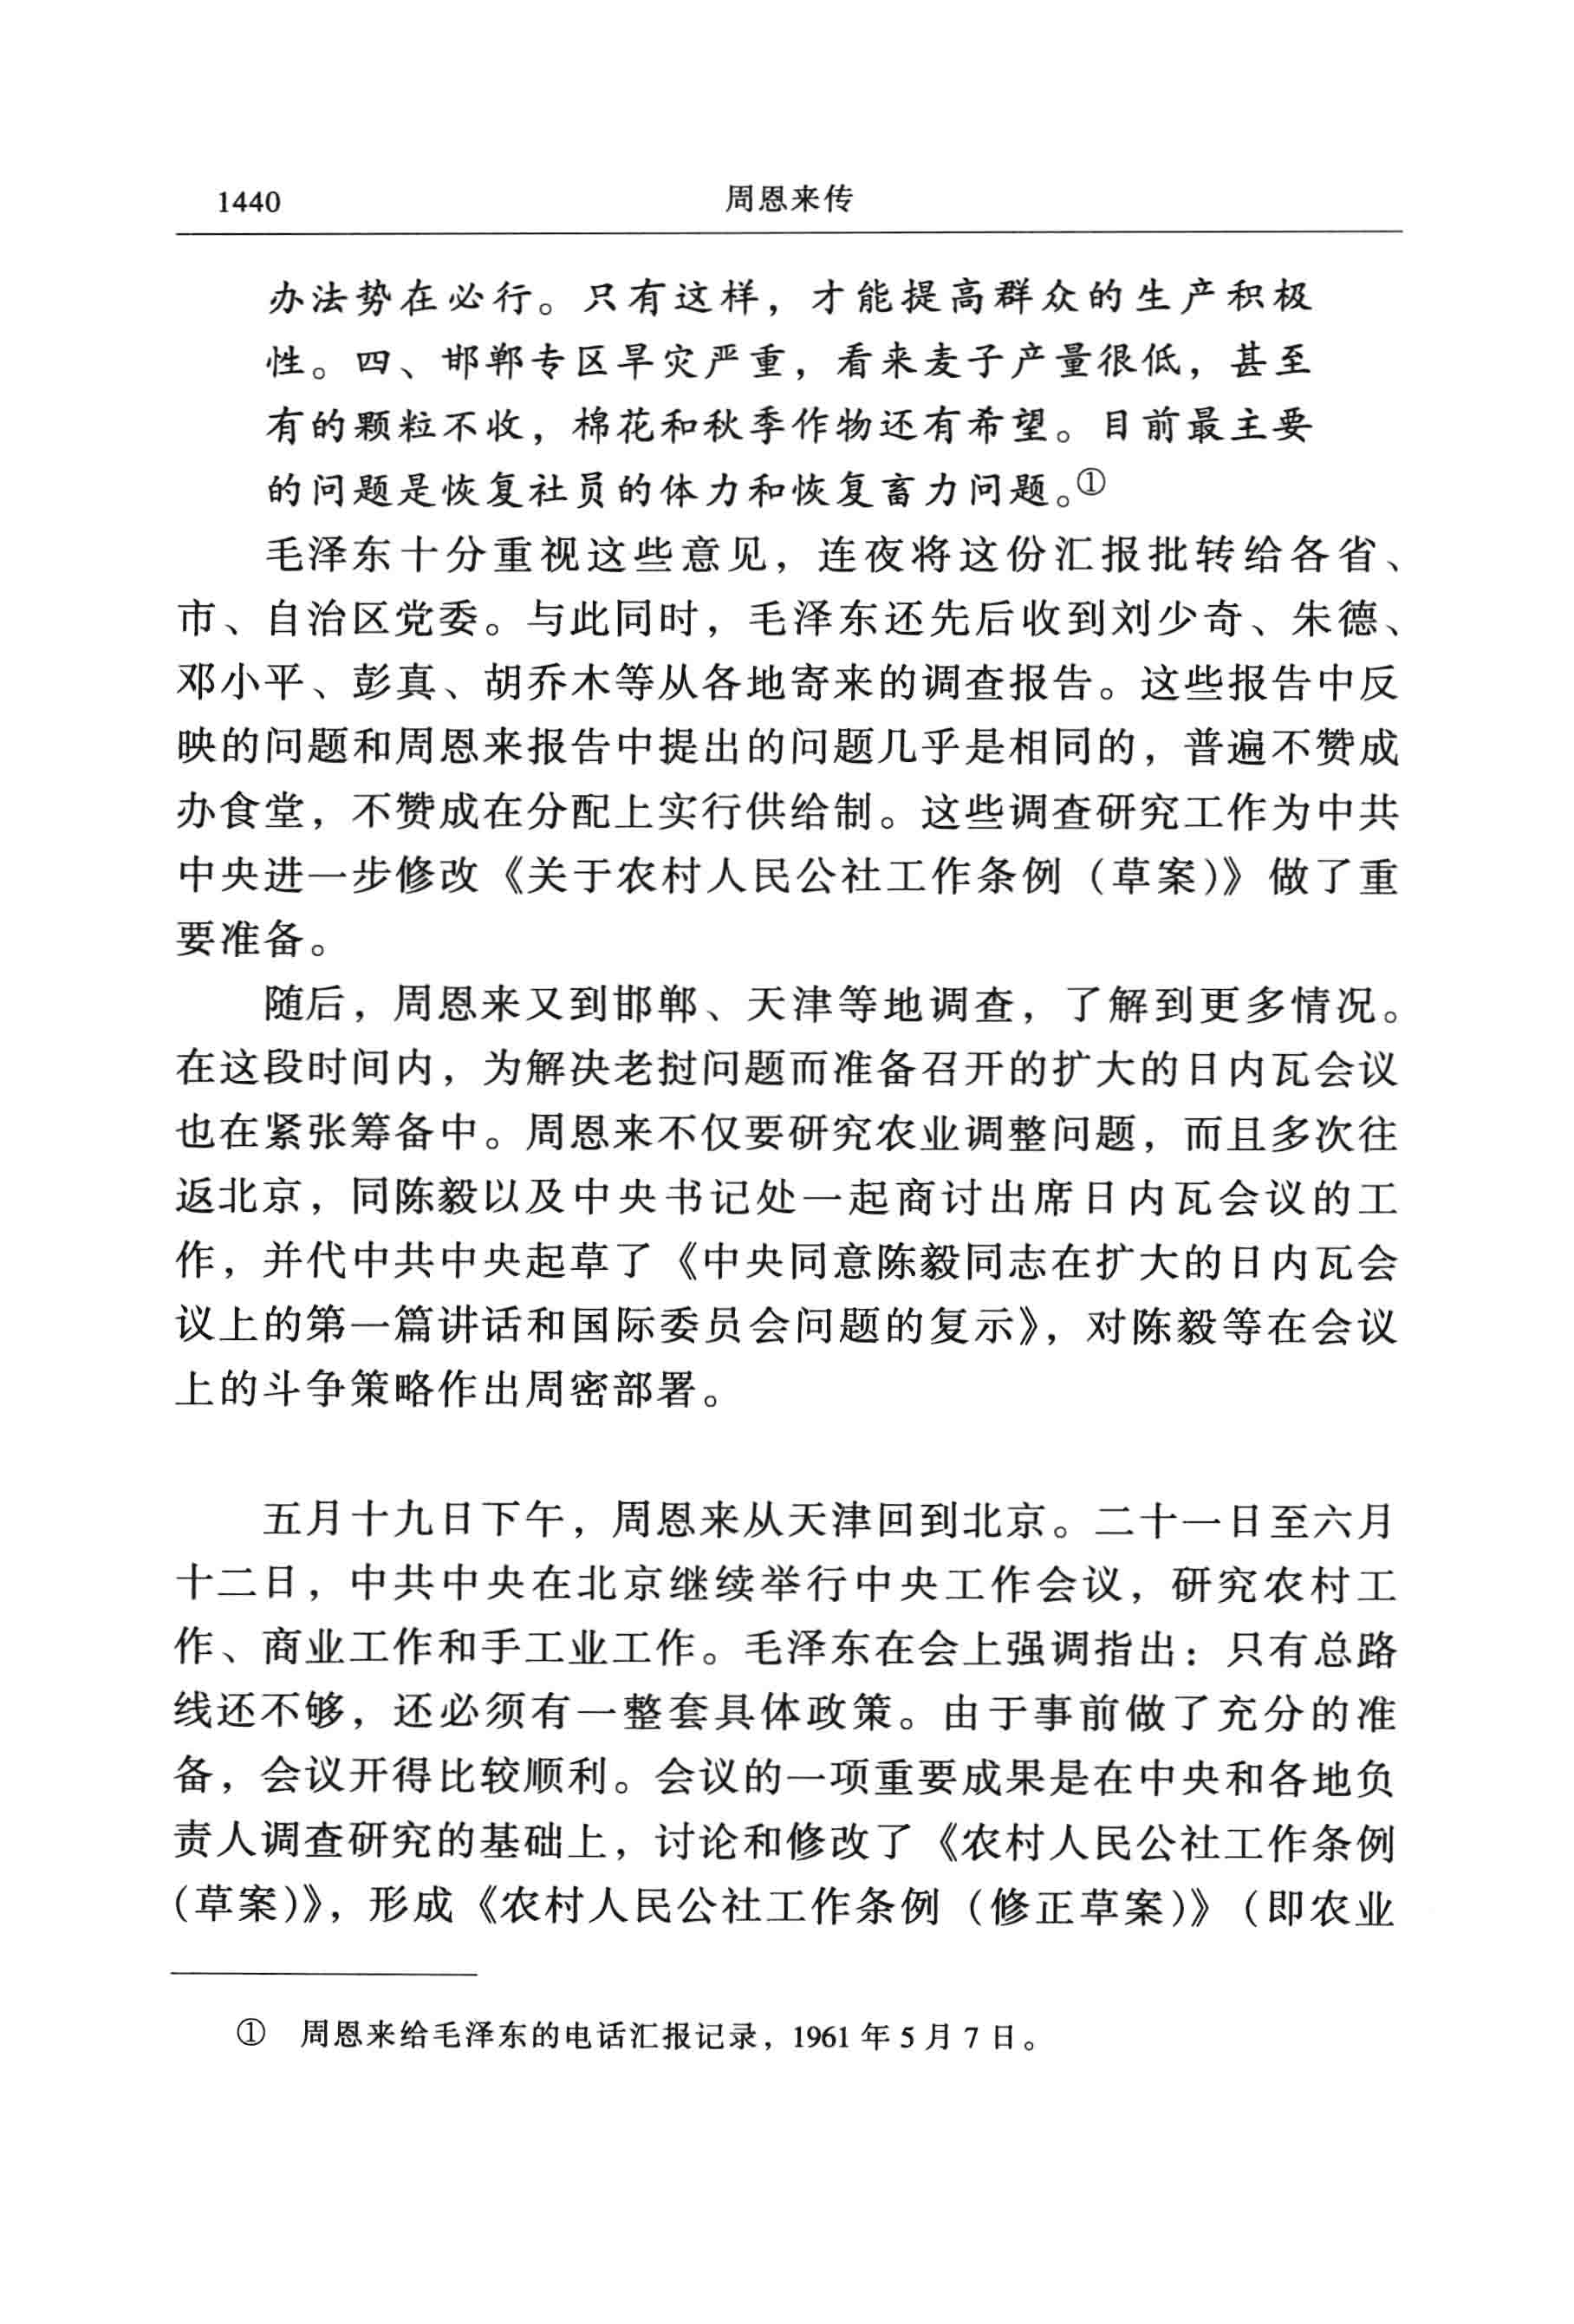 1440
周恩来传
办法势在必行。只有这样，才能提高群众的生产积极
性。四、邯郸专区旱灾严重，看来麦子产量很低，甚至
有的颗粒不收，棉花和秋季作物还有希望。目前最主要
的问题是恢复社员的体力和恢复畜力问题。①
毛泽东十分重视这些意见，连夜将这份汇报批转给各省、
市、自治区党委。与此同时，毛泽东还先后收到刘少奇、朱德、
邓小平、彭真、胡乔木等从各地寄来的调查报告。这些报告中反
映的问题和周恩来报告中提出的问题几乎是相同的，普遍不赞成
办食堂，不赞成在分配上实行供给制。这些调查研究工作为中共
中央进一步修改《关于农村人民公社工作条例（草案）》做了重
要准备。
随后，周恩来又到邯郸、天津等地调查，了解到更多情况。
在这段时间内，为解决老挝问题而准备召开的扩大的日内瓦会议
也在紧张筹备中。周恩来不仅要研究农业调整问题，而且多次往
返北京，同陈毅以及中央书记处一起商讨出席日内瓦会议的工
作，并代中共中央起草了《中央同意陈毅同志在扩大的日内瓦会
议上的第一篇讲话和国际委员会问题的复示》，对陈毅等在会议
上的斗争策略作出周密部署。
五月十九日下午，周恩来从天津回到北京。二十一日至六月
十二日，中共中央在北京继续举行中央工作会议，研究农村工
作、商业工作和手工业工作。毛泽东在会上强调指出：只有总路
线还不够，还必须有一整套具体政策。由于事前做了充分的准
备，会议开得比较顺利。会议的一项重要成果是在中央和各地负
责人调查研究的基础上，讨论和修改了《农村人民公社工作条例
（草案）》，形成《农村人民公社工作条例（修正草案）》（即农业
① 周恩来给毛泽东的电话汇报记录，1961 年 5 月 7 日。